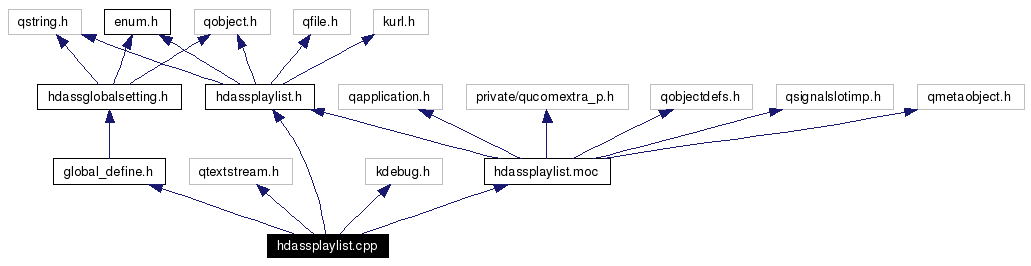 qstring.h
enum.h
qobject.h
qfile.h
kurl.h
hdassglobalsetting.h
hdassplaylist.h
qapplication.h
private/qucomextra_p.h
qobjectdefs.h
qsignalslotimp.h
qmetaobject.h
global_define.h
qtextstream.h
kdebug.h
hdassplaylist.moc
hdassplaylist.cpp